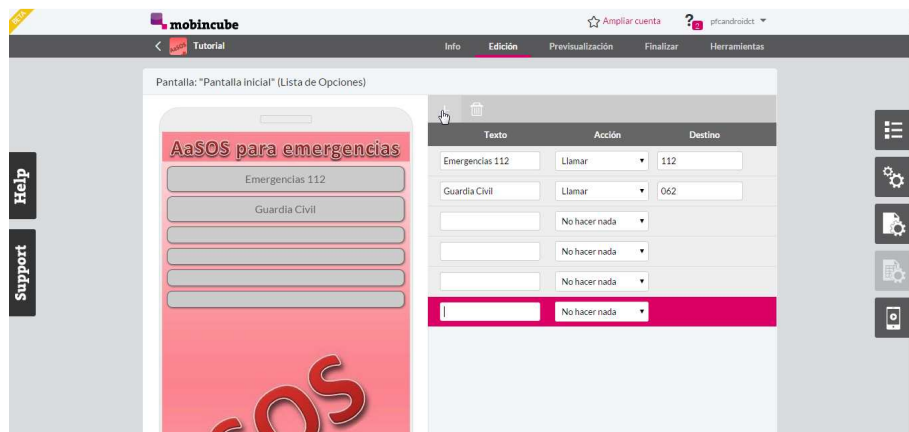 BETA
mobincube
Ampliar cuenta
? 2
pfcandroidct
AaSOS
Tutorial
Info
Edición
Previsualización
Finalizar
Herramientas
Pantalla: "Pantalla inicial" (Lista de Opciones)
AaSOS para emergencias
Emergencias 112
Guardia Civil
SOS
Texto
Acción
Destino
Emergencias 112
Llamar
112
Guardia Civil
Llamar
062
No hacer nada
No hacer nada
No hacer nada
No hacer nada
Help
Support